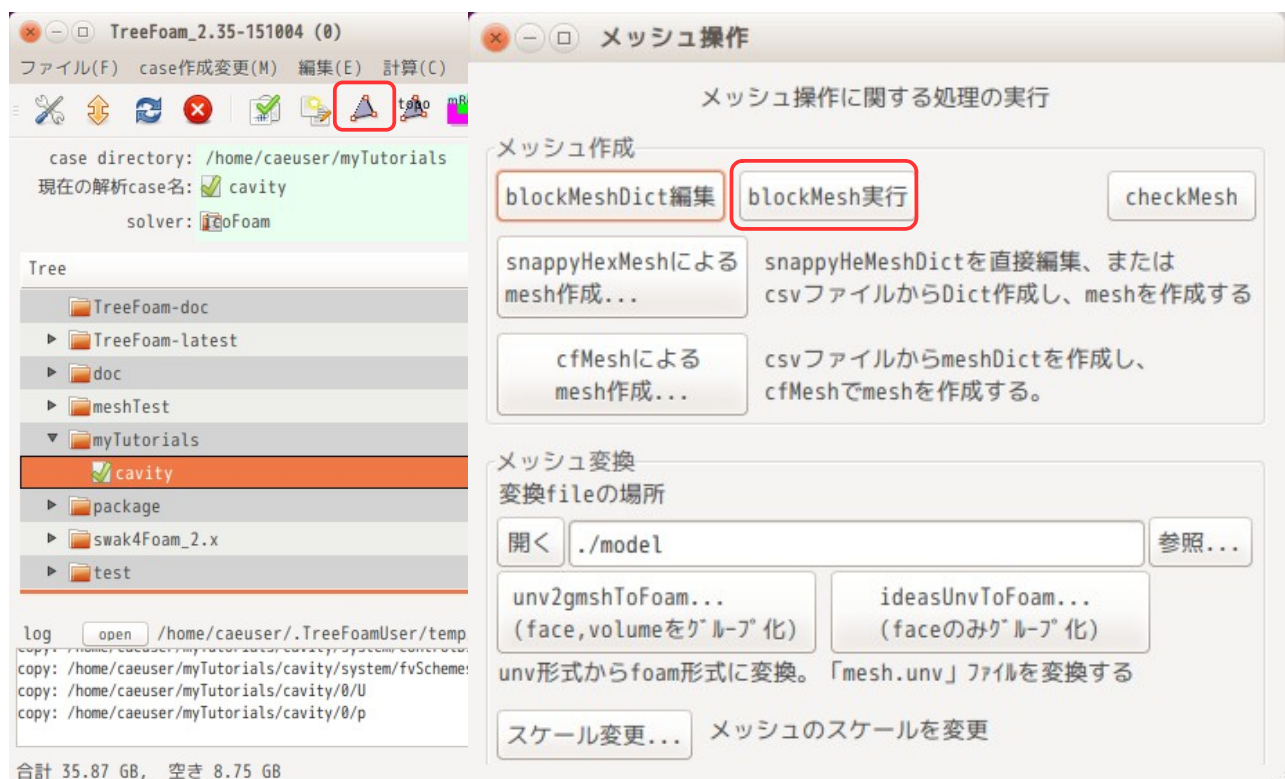 TreeFoam_2.35-151004 (0)
ファイル(F) case作成変更(M) 編集(E) 計算(C)
topo
case directory: /home/caeuser/myTutorials
現在の解析case名: cavity
solver: icoFoam
Tree
TreeFoam-doc
TreeFoam-latest
doc
meshTest
myTutorials
cavity
package
swak4Foam_2.x
test
log open /home/caeuser/.TreeFoamUser/temp
copy: /home/caeuser/myTutorials/cavity/system/controlD
copy: /home/caeuser/myTutorials/cavity/system/fvScheme
copy: /home/caeuser/myTutorials/cavity/0/U
copy: /home/caeuser/myTutorials/cavity/0/p
合計 35.87 GB, 空き 8.75 GB
メッシュ操作
メッシュ操作に関する処理の実行
メッシュ作成
blockMeshDict編集 blockMesh実行 checkMesh
snappyHexMeshによる
mesh作成...
snappyHeMeshDictを直接編集、または
csvファイルからDict作成し、meshを作成する
cfMeshによる
mesh作成...
csvファイルからmeshDictを作成し、
cfMeshでmeshを作成する。
メッシュ変換
変換fileの場所
開く ./model 参照...
unv2gmshToFoam...
(face,volumeをｸﾞﾙｰﾌﾟ化)
ideasUnvToFoam...
(faceのみｸﾞﾙｰﾌﾟ化)
unv形式からfoam形式に変換。「mesh.unv」ﾌｧｲﾙを変換する
スケール変更... メッシュのスケールを変更